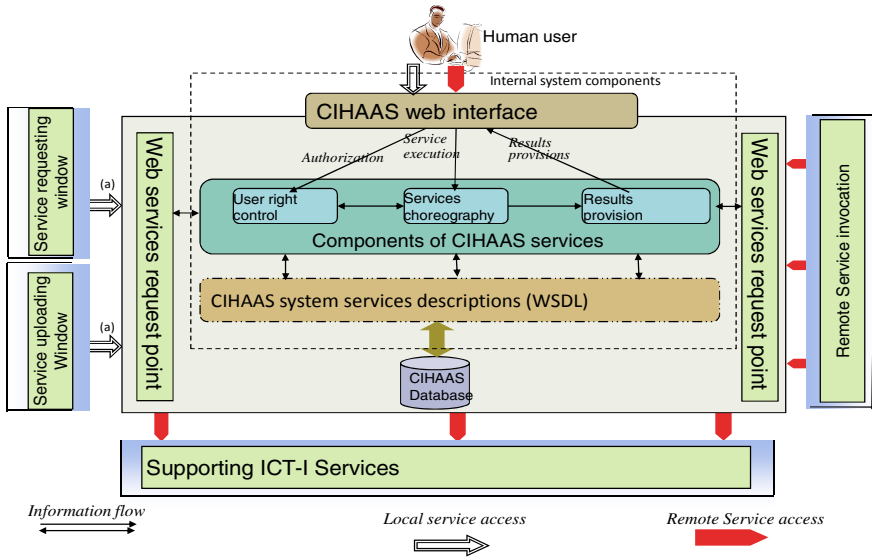 Human user
Internal system components
CIHAAS web interface
Service requesting
window
(a)
Service uploading
Window
(a)
Web services request point
Authorization
Service
execution
Results
provisions
User right
control
Services
choreography
Results
provision
Components of CIHAAS services
CIHAAS system services descriptions (WSDL)
CIHAAS
Database
Web services request point
Remote Service invocation
Supporting ICT-I Services
Information flow
Local service access
Remote Service access